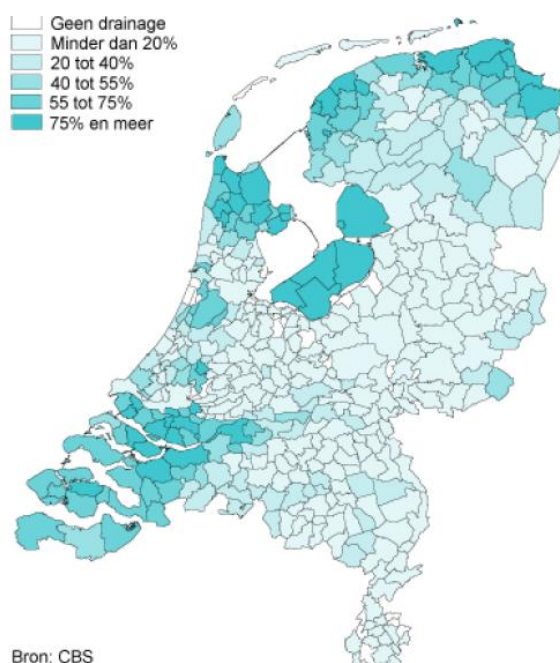 Geen drainage
Minder dan 20%
20 tot 40%
40 tot 55%
55 tot 75%
75% en meer
Bron: CBS